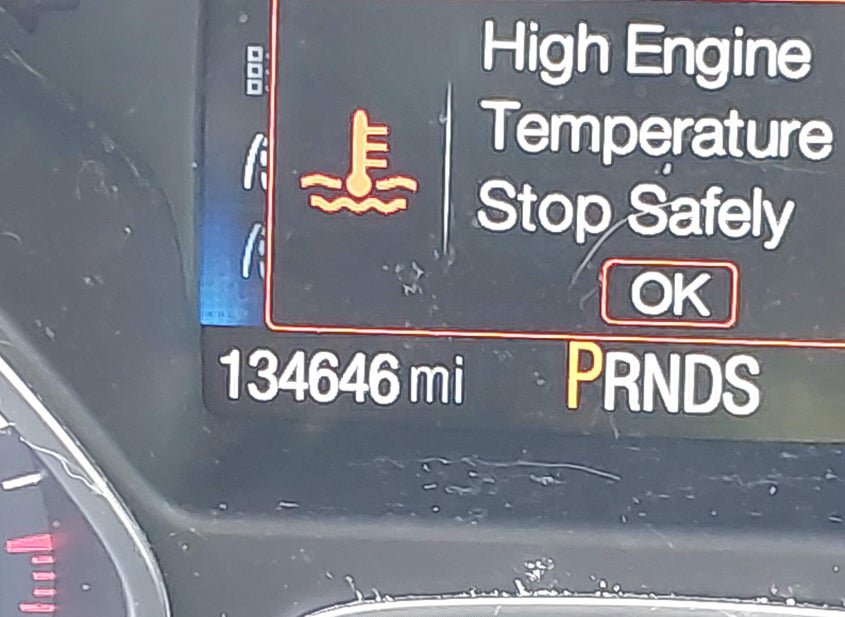 High Engine
Temperature
Stop Safely
OK
134646 mi PRNDS